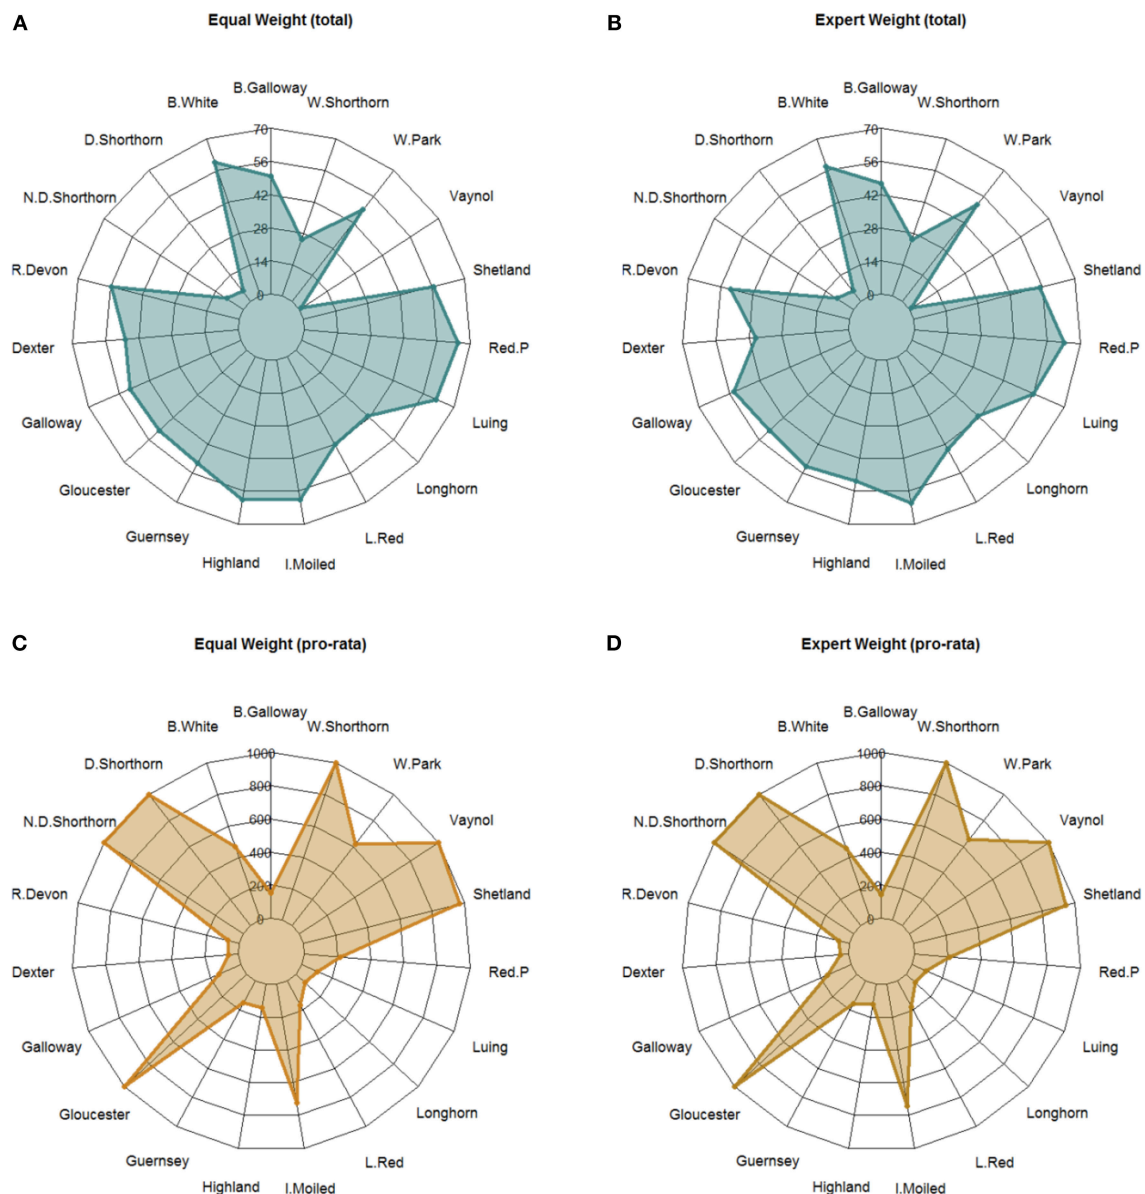 A
Equal Weight (total)
B.Galloway
B.White
W.Shorthorn
D.Shorthorn
W.Park
N.D.Shorthorn
Vaynol
R.Devon
Shetland
Dexter
Red.P
Galloway
Luing
Gloucester
Longhorn
Guernsey
L.Red
Highland
I.Moiled
70
56
42
28
14
0
B
Expert Weight (total)
B.Galloway
B.White
W.Shorthorn
D.Shorthorn
W.Park
N.D.Shorthorn
Vaynol
R.Devon
Shetland
Dexter
Red.P
Galloway
Luing
Gloucester
Longhorn
Guernsey
L.Red
Highland
I.Moiled
70
56
42
28
14
0
C
Equal Weight (pro-rata)
B.Galloway
B.White
W.Shorthorn
D.Shorthorn
W.Park
N.D.Shorthorn
Vaynol
R.Devon
Shetland
Dexter
Red.P
Galloway
Luing
Gloucester
Longhorn
Guernsey
L.Red
Highland
I.Moiled
1000
800
600
400
200
0
D
Expert Weight (pro-rata)
B.Galloway
B.White
W.Shorthorn
D.Shorthorn
W.Park
N.D.Shorthorn
Vaynol
R.Devon
Shetland
Dexter
Red.P
Galloway
Luing
Gloucester
Longhorn
Guernsey
L.Red
Highland
I.Moiled
1000
800
600
400
200
0